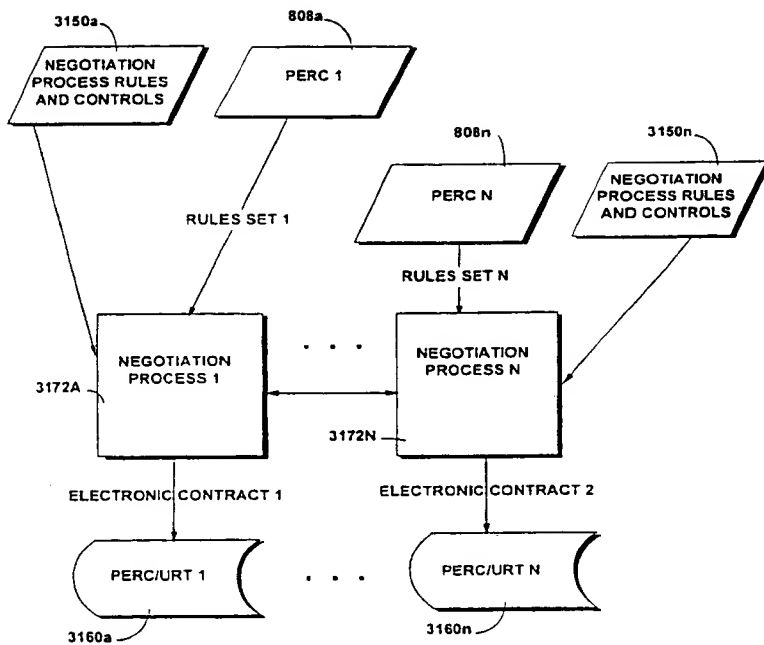 3150a
808a
NEGOTIATION
PROCESS RULES
AND CONTROLS
PERC 1
808n
3150n
PERC N
NEGOTIATION
PROCESS RULES
AND CONTROLS
RULES SET 1
RULES SET N
NEGOTIATION
PROCESS 1
. . .
NEGOTIATION
PROCESS N
3172A
3172N
ELECTRONIC CONTRACT 1
ELECTRONIC CONTRACT 2
PERC/URT 1
. . .
PERC/URT N
3160a
3160n